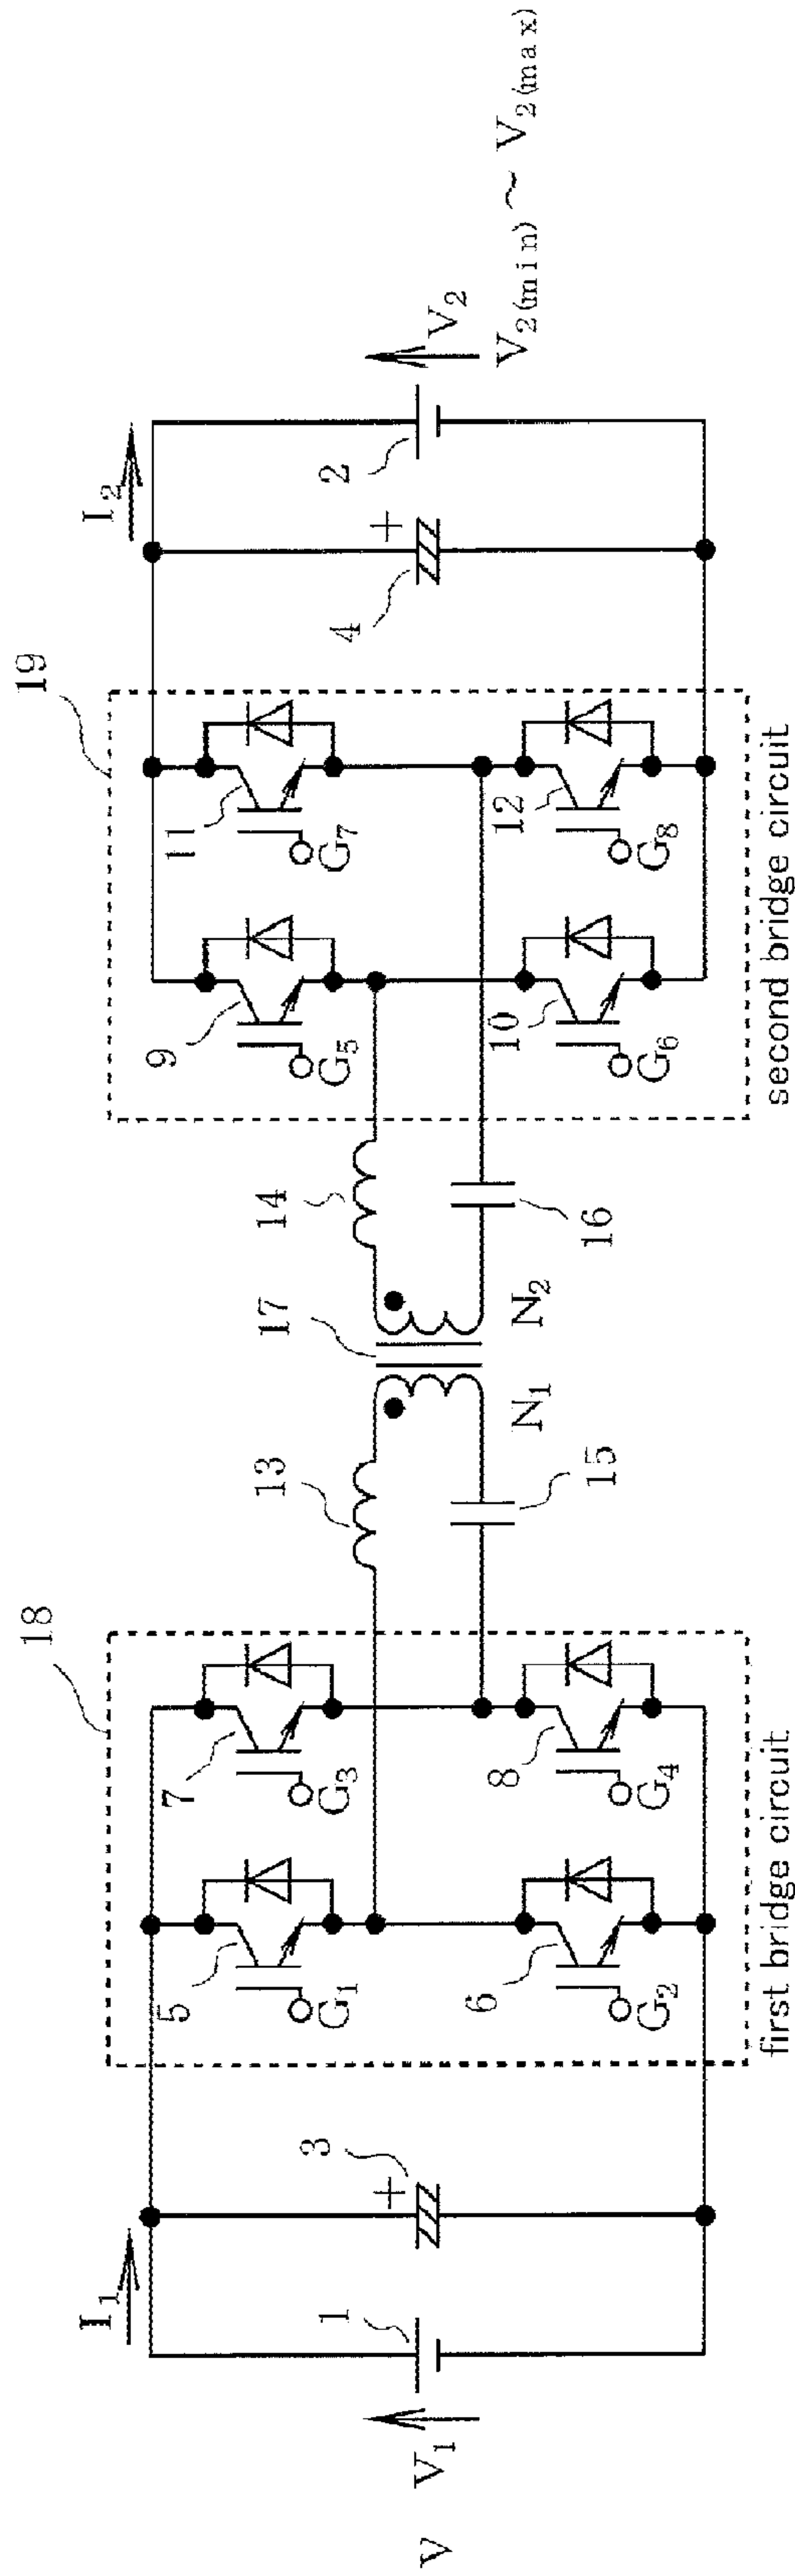 V
V1
I1
1
3
18
5
G1
7
G3
6
G2
8
G4
first bridge circuit
13
15
17
N1
N2
14
16
19
9
G5
11
G7
10
G6
12
G8
second bridge circuit
4
2
I2
V2
V2(min) ~ V2(max)